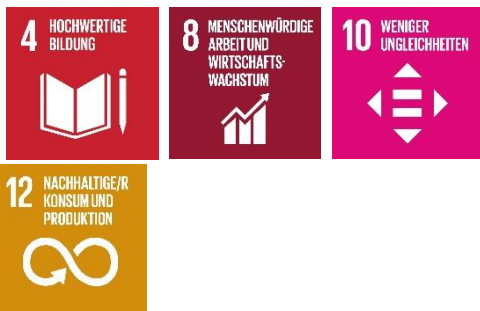 4 HOCHWERTIGE
BILDUNG
8 MENSCHENWÜRDIGE
ARBEIT UND
WIRTSCHAFTS-
WACHSTUM
10 WENIGER
UNGLEICHHEITEN
12 NACHHALTIGE/R
KONSUM UND
PRODUKTION